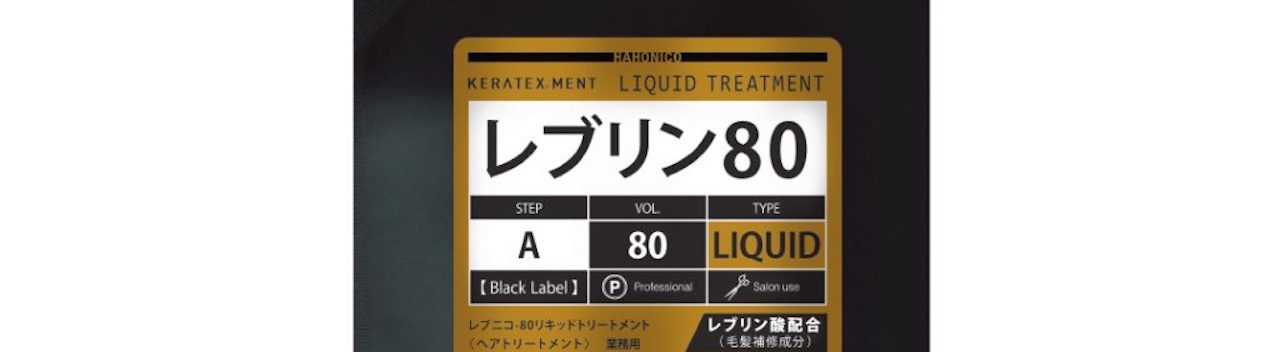 HAHONICO
KERATEX.MENT LIQUID TREATMENT
レブリン80
STEP VOL. TYPE
A 80 LIQUID
【Black Label】 P Professional Salon use
レブニコ-80リキッドトリートメント
〈ヘアトリートメント〉 業務用
レブリン酸配合
（毛髪補修成分）